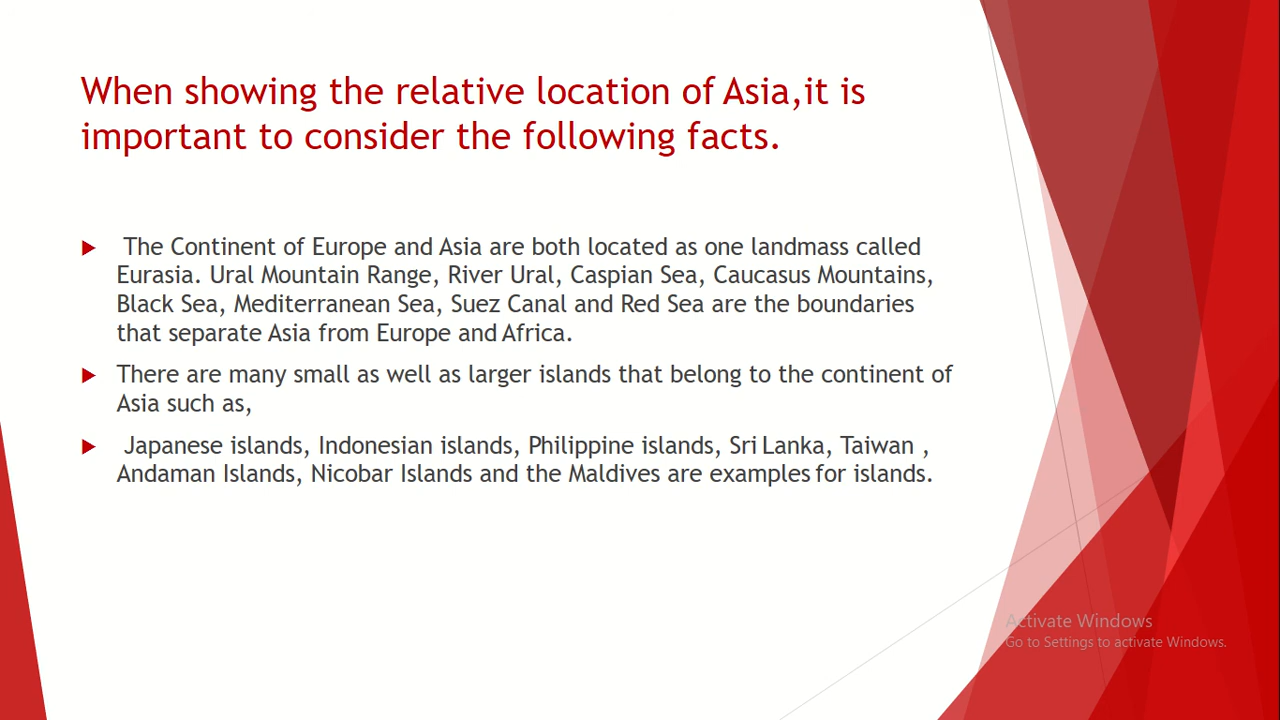 When showing the relative location of Asia,it is
important to consider the following facts.
The Continent of Europe and Asia are both located as one landmass called
Eurasia. Ural Mountain Range, River Ural, Caspian Sea, Caucasus Mountains,
Black Sea, Mediterranean Sea, Suez Canal and Red Sea are the boundaries
that separate Asia from Europe and Africa.
There are many small as well as larger islands that belong to the continent of
Asia such as,
Japanese islands, Indonesian islands, Philippine islands, Sri Lanka, Taiwan ,
Andaman Islands, Nicobar Islands and the Maldives are examples for islands.
Activate Windows
Go to Settings to activate Windows.